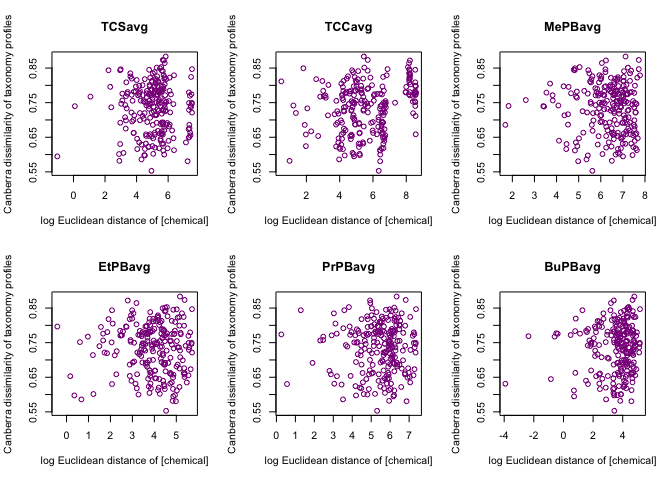 TCSavg
TCCavg
MePBavg
Canberra dissimilarity of taxonomy profiles
0.55 0.65 0.75 0.85
0 2 4 6
log Euclidean distance of [chemical]
Canberra dissimilarity of taxonomy profiles
0.55 0.65 0.75 0.85
2 4 6 8
log Euclidean distance of [chemical]
Canberra dissimilarity of taxonomy profiles
0.55 0.65 0.75 0.85
2 3 4 5 6 7 8
log Euclidean distance of [chemical]
EtPBavg
PrPBavg
BuPBavg
Canberra dissimilarity of taxonomy profiles
0.55 0.65 0.75 0.85
0 1 2 3 4 5
log Euclidean distance of [chemical]
Canberra dissimilarity of taxonomy profiles
0.55 0.65 0.75 0.85
0 1 2 3 4 5 6 7
log Euclidean distance of [chemical]
Canberra dissimilarity of taxonomy profiles
0.55 0.65 0.75 0.85
-4 -2 0 2 4
log Euclidean distance of [chemical]